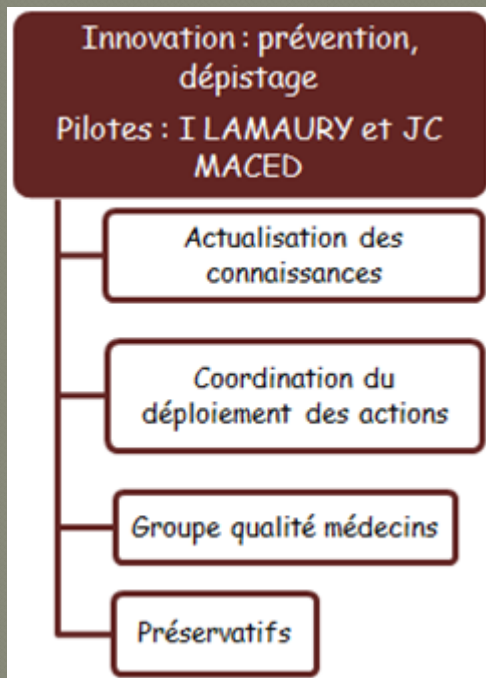 Innovation : prévention,
dépistage
Pilotes : I LAMAURY et JC
MACED
Actualisation des
connaissances
Coordination du
déploiement des actions
Groupe qualité médecins
Préservatifs